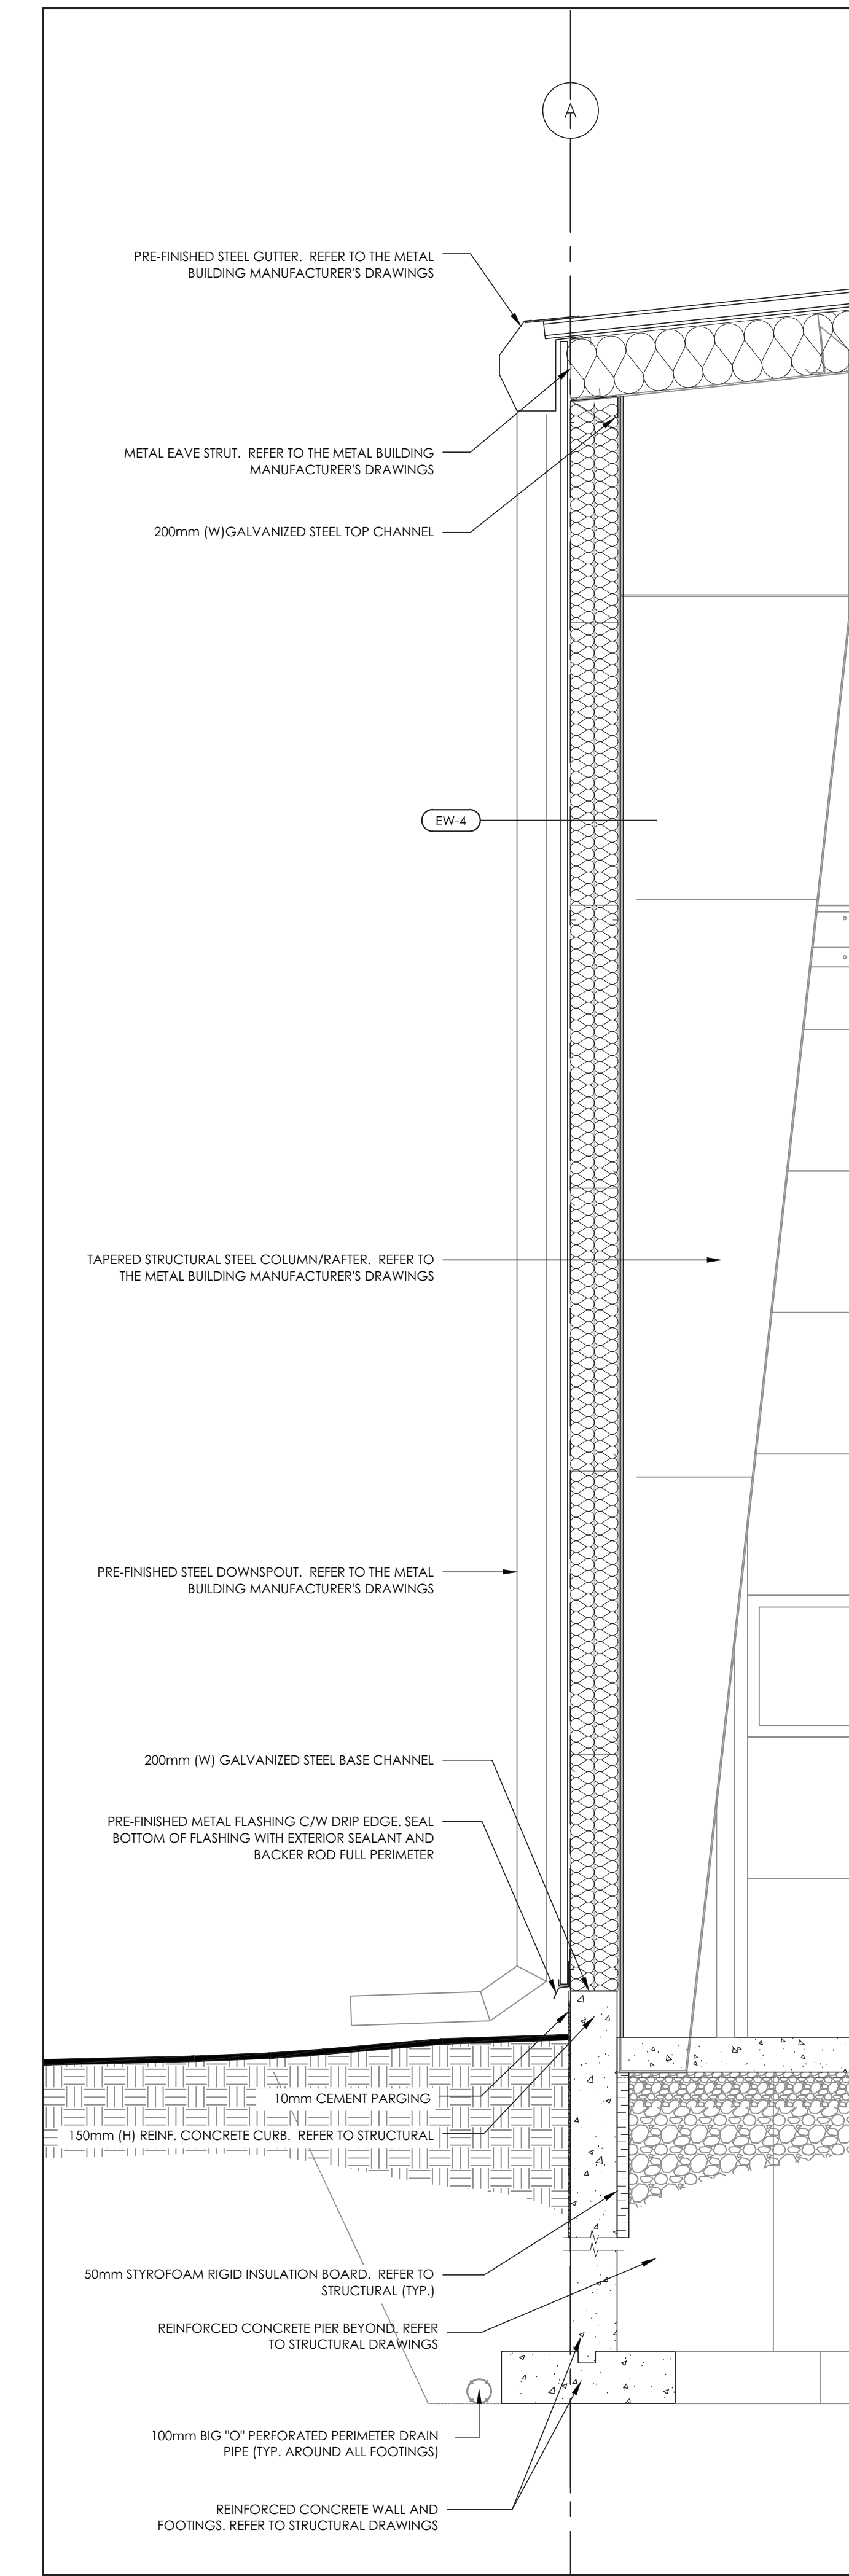 A
PRE-FINISHED STEEL GUTTER.  REFER TO THE METAL
BUILDING MANUFACTURER'S DRAWINGS
METAL EAVE STRUT.  REFER TO THE METAL BUILDING
MANUFACTURER'S DRAWINGS
200mm (W)GALVANIZED STEEL TOP CHANNEL
EW-4
TAPERED STRUCTURAL STEEL COLUMN/RAFTER.  REFER TO
THE METAL BUILDING MANUFACTURER'S DRAWINGS
PRE-FINISHED STEEL DOWNSPOUT.  REFER TO THE METAL
BUILDING MANUFACTURER'S DRAWINGS
200mm (W) GALVANIZED STEEL BASE CHANNEL
PRE-FINISHED METAL FLASHING C/W DRIP EDGE. SEAL
BOTTOM OF FLASHING WITH EXTERIOR SEALANT AND
BACKER ROD FULL PERIMETER
10mm CEMENT PARGING
150mm (H) REINF. CONCRETE CURB.  REFER TO STRUCTURAL
50mm STYROFOAM RIGID INSULATION BOARD.  REFER TO
STRUCTURAL (TYP.)
REINFORCED CONCRETE PIER BEYOND. REFER
TO STRUCTURAL DRAWINGS
100mm BIG "O" PERFORATED PERIMETER DRAIN
PIPE (TYP. AROUND ALL FOOTINGS)
REINFORCED CONCRETE WALL AND
FOOTINGS. REFER TO STRUCTURAL DRAWINGS